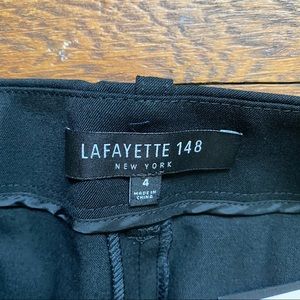 LAFAYETTE 148
NEW YORK
4
MADE IN
CHINA